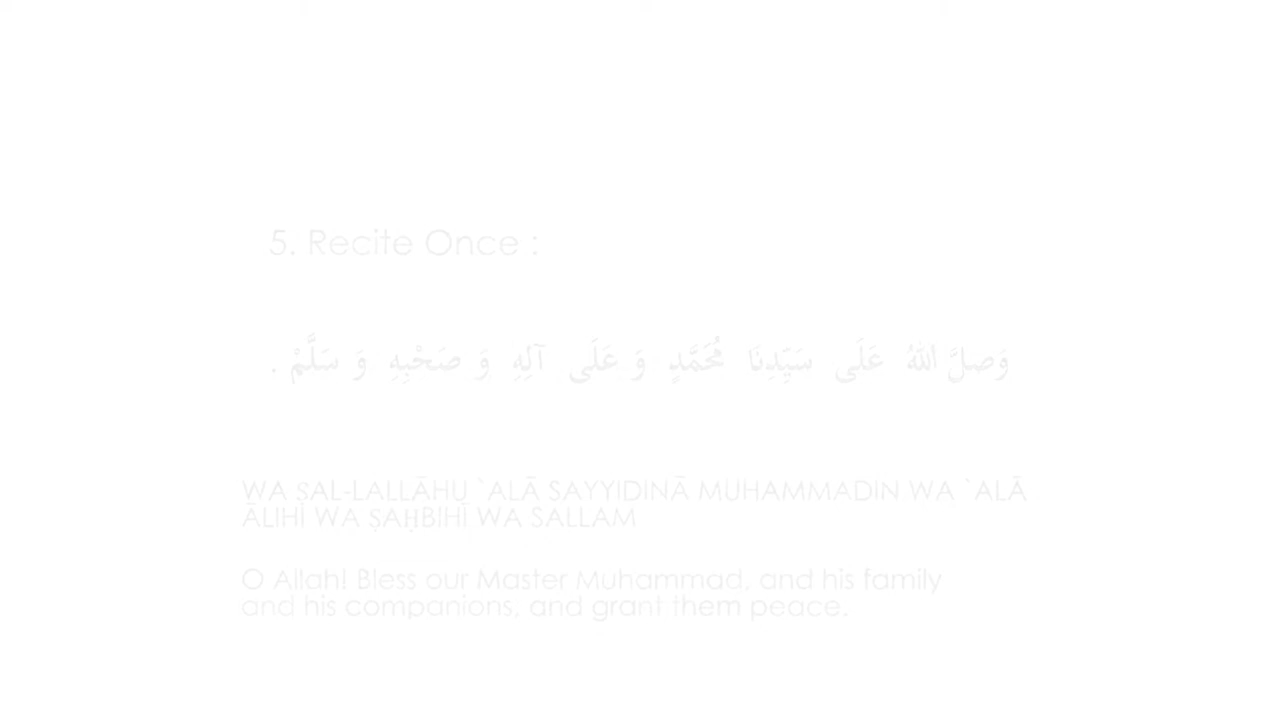 5. Recite Once :
وَصلَّ اللهُ عَلَى سَيِّدِنَا مُحَمَّدٍ وَ عَلَى آلِهِ وَ صَحْبِهِ وَ سَلَّمْ .
WA ṢAL-LALLĀHU `ALĀ SAYYIDINĀ MUHAMMADIN WA `ALĀ
ĀLIHĪ WA ṢAḤBIHĪ WA SALLAM
O Allah! Bless our Master Muhammad, and his family
and his companions, and grant them peace.